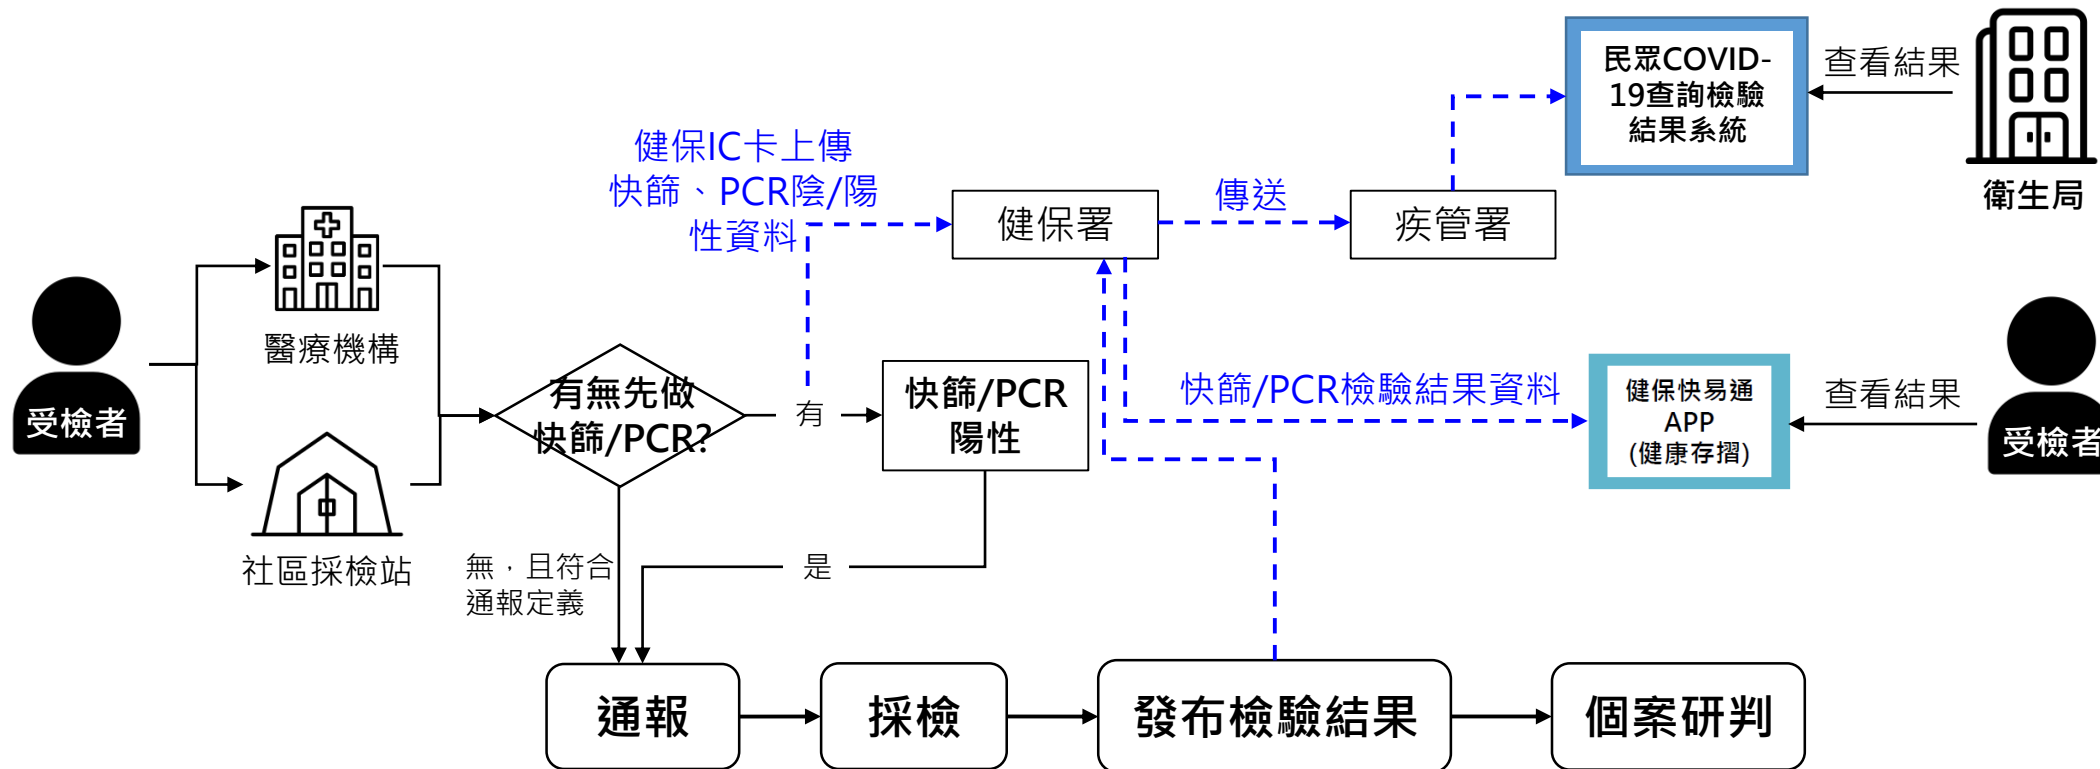 民眾COVID-
19查詢檢驗
結果系統
查看結果
衛生局
健保IC卡上傳
快篩、PCR陰/陽
性資料
健保署
傳送
疾管署
醫療機構
受檢者
有無先做
快篩/PCR?
有
快篩/PCR
陽性
快篩/PCR檢驗結果資料
健保快易通
APP
(健康存摺)
查看結果
受檢者
社區採檢站
無，且符合
通報定義
是
通報
採檢
發布檢驗結果
個案研判